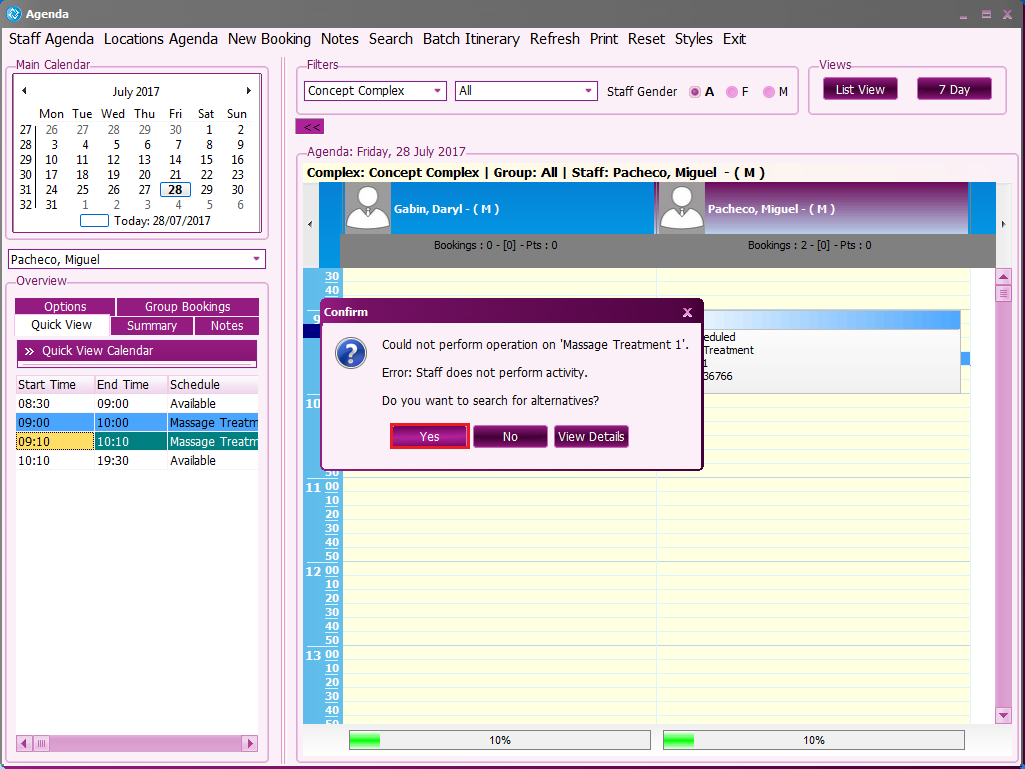 Agenda
Staff Agenda Locations Agenda New Booking Notes Search Batch Itinerary Refresh Print Reset Styles Exit
Main Calendar
July 2017
Mon Tue Wed Thu Fri Sat Sun
27 26 27 28 29 30 1 2
28 3 4 5 6 7 8 9
29 10 11 12 13 14 15 16
30 17 18 19 20 21 22 23
31 24 25 26 27 28 29 30
32 31 1 2 3 4 5 6
Today: 28/07/2017
Pacheco, Miguel
Overview
Options Group Bookings
Quick View Summary Notes
» Quick View Calendar
Start Time End Time Schedule
08:30 09:00 Available
09:00 10:00 Massage Treatm
09:10 10:10 Massage Treatm
10:10 19:30 Available
Filters
Concept Complex All Staff Gender A F M
Views
List View 7 Day
<<
Agenda: Friday, 28 July 2017
Complex: Concept Complex | Group: All | Staff: Pacheco, Miguel - ( M )
Gabin, Daryl - ( M ) Pacheco, Miguel - ( M )
Bookings : 0 - [0] - Pts : 0 Bookings : 2 - [0] - Pts : 0
30
40
9
eduled
Treatment
1
36766
10
Confirm X
Could not perform operation on 'Massage Treatment 1'.
Error: Staff does not perform activity.
Do you want to search for alternatives?
Yes No View Details
50
11 00
10
20
30
40
50
12 00
10
20
30
40
50
13 00
10
20
30
40
50
10% 10%